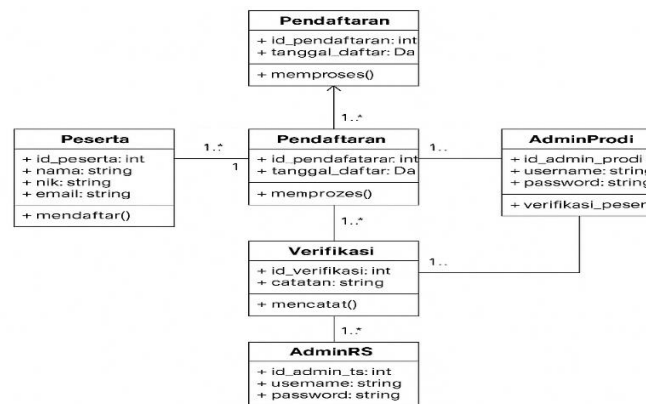 Pendaftaran
+ id_pendaftaran: int
+ tanggal_daftar: Da
+ memproses()
1..*
Peserta
+ id_peserta: int
+ nama: string
+ nik: string
+ email: string
+ mendaftar()
1..*
1
Pendaftaran
+ id_pendafatarar: int
+ tanggal_daftar: Da
+ memprozes()
1..
AdminProdi
+ id_admin_prodi
+ username: string
+ password: string
+ verifikasi_peser
1..*
Verifikasi
+ id_verifikasi: int
+ catatan: string
+ mencatat()
1..
1..*
AdminRS
+ id_admin_ts: int
+ username: string
+ password: string